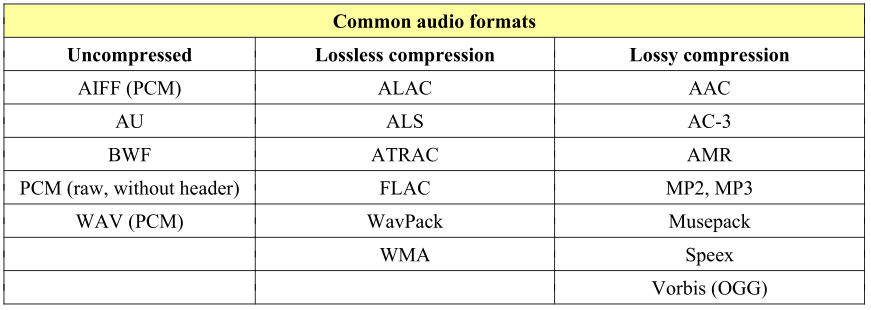 Common audio formats
Uncompressed Lossless compression Lossy compression
AIFF (PCM) ALAC AAC
AU ALS AC-3
BWF ATRAC AMR
PCM (raw, without header) FLAC MP2, MP3
WAV (PCM) WavPack Musepack
WMA Speex
Vorbis (OGG)